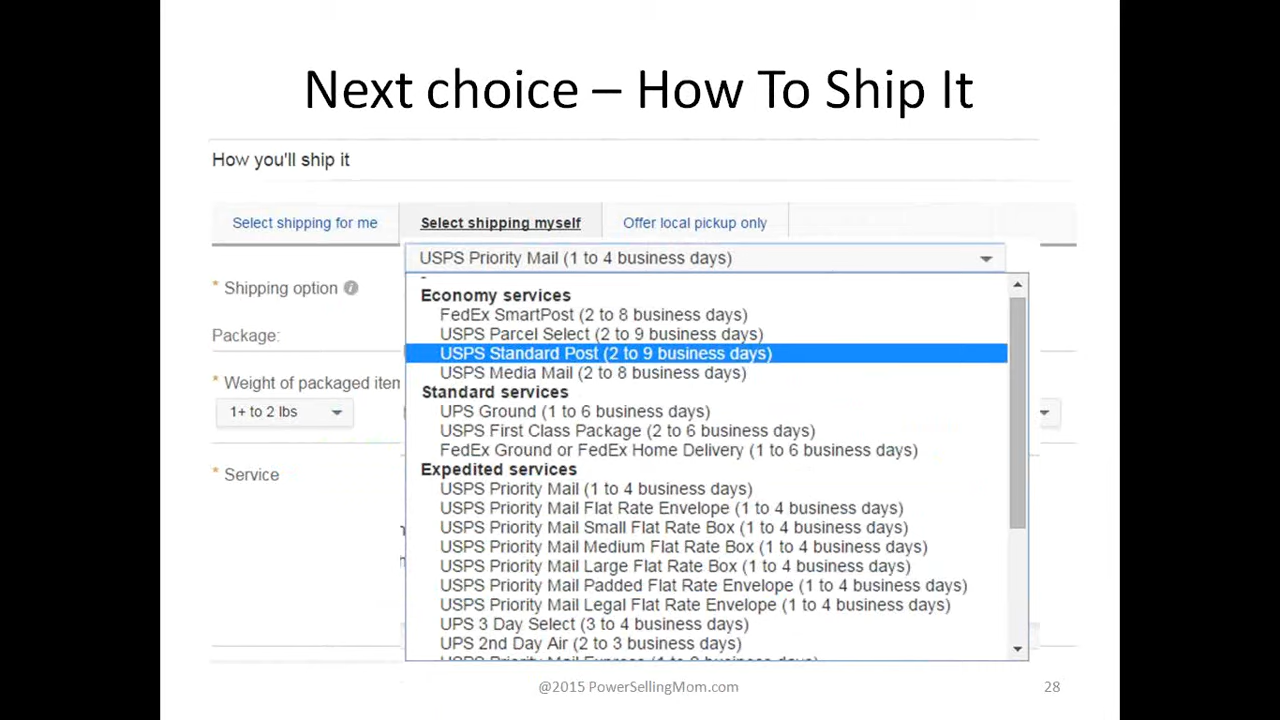 Next choice – How To Ship It
How you'll ship it
Select shipping for me
Select shipping myself
Offer local pickup only
USPS Priority Mail (1 to 4 business days)
* Shipping option
Economy services
FedEx SmartPost (2 to 8 business days)
Package:
USPS Parcel Select (2 to 9 business days)
USPS Standard Post (2 to 9 business days)
USPS Media Mail (2 to 8 business days)
* Weight of packaged item
Standard services
1+ to 2 lbs
UPS Ground (1 to 6 business days)
USPS First Class Package (2 to 6 business days)
FedEx Ground or FedEx Home Delivery (1 to 6 business days)
* Service
Expedited services
USPS Priority Mail (1 to 4 business days)
USPS Priority Mail Flat Rate Envelope (1 to 4 business days)
USPS Priority Mail Small Flat Rate Box (1 to 4 business days)
USPS Priority Mail Medium Flat Rate Box (1 to 4 business days)
USPS Priority Mail Large Flat Rate Box (1 to 4 business days)
USPS Priority Mail Padded Flat Rate Envelope (1 to 4 business days)
USPS Priority Mail Legal Flat Rate Envelope (1 to 4 business days)
UPS 3 Day Select (3 to 4 business days)
UPS 2nd Day Air (2 to 3 business days)
@2015 PowerSellingMom.com
28